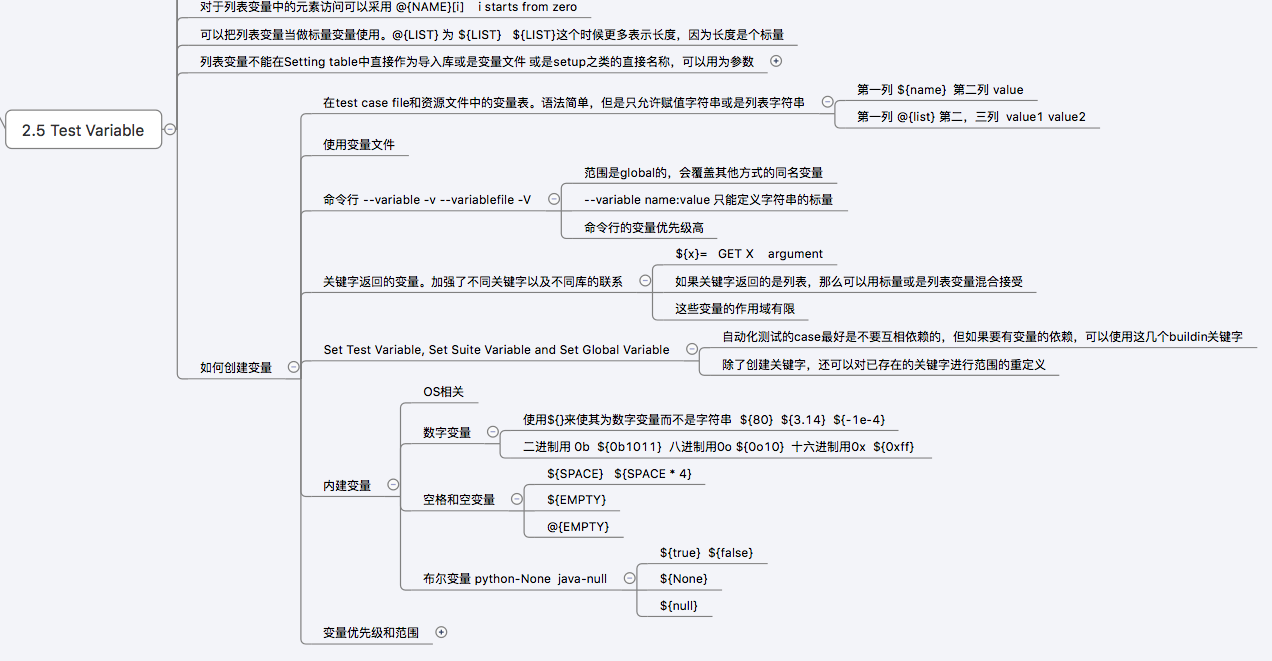 对于列表变量中的元素访问可以采用 @{NAME}[i] i starts from zero
可以把列表变量当做标量变量使用。@{LIST} 为 ${LIST} ${LIST}这个时候更多表示长度，因为长度是个标量
列表变量不能在Setting table中直接作为导入库或是变量文件 或是setup之类的直接名称，可以用为参数
2.5 Test Variable
如何创建变量
在test case file和资源文件中的变量表。语法简单，但是只允许赋值字符串或是列表字符串
第一列 ${name} 第二列 value
第一列 @{list} 第二，三列 value1 value2
使用变量文件
命令行 --variable -v --variablefile -V
范围是global的，会覆盖其他方式的同名变量
--variable name:value 只能定义字符串的标量
命令行的变量优先级高
关键字返回的变量。加强了不同关键字以及不同库的联系
${x}= GET X argument
如果关键字返回的是列表，那么可以用标量或是列表变量混合接受
这些变量的作用域有限
Set Test Variable, Set Suite Variable and Set Global Variable
自动化测试的case最好是不要互相依赖的，但如果要有变量的依赖，可以使用这几个buildin关键字
除了创建关键字，还可以对已存在的关键字进行范围的重定义
内建变量
OS相关
数字变量
使用${}来使其为数字变量而不是字符串 ${80} ${3.14} ${-1e-4}
二进制用 0b ${0b1011} 八进制用0o ${0o10} 十六进制用0x ${0xff}
空格和空变量
${SPACE} ${SPACE * 4}
${EMPTY}
@{EMPTY}
布尔变量 python-None java-null
${true} ${false}
${None}
${null}
变量优先级和范围